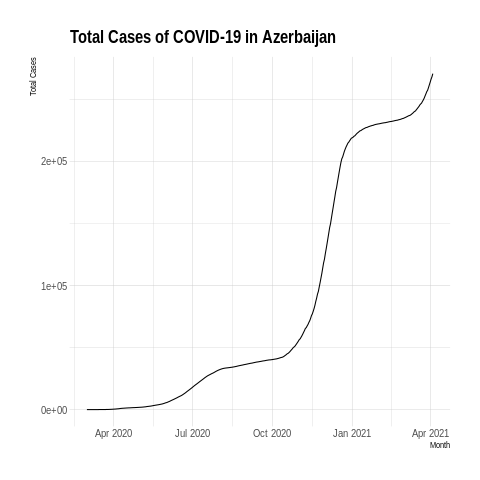 Total Cases of COVID-19 in Azerbaijan
Total Cases
2e+05
1e+05
0e+00
Apr 2020 Jul 2020 Oct 2020 Jan 2021 Apr 2021
Month